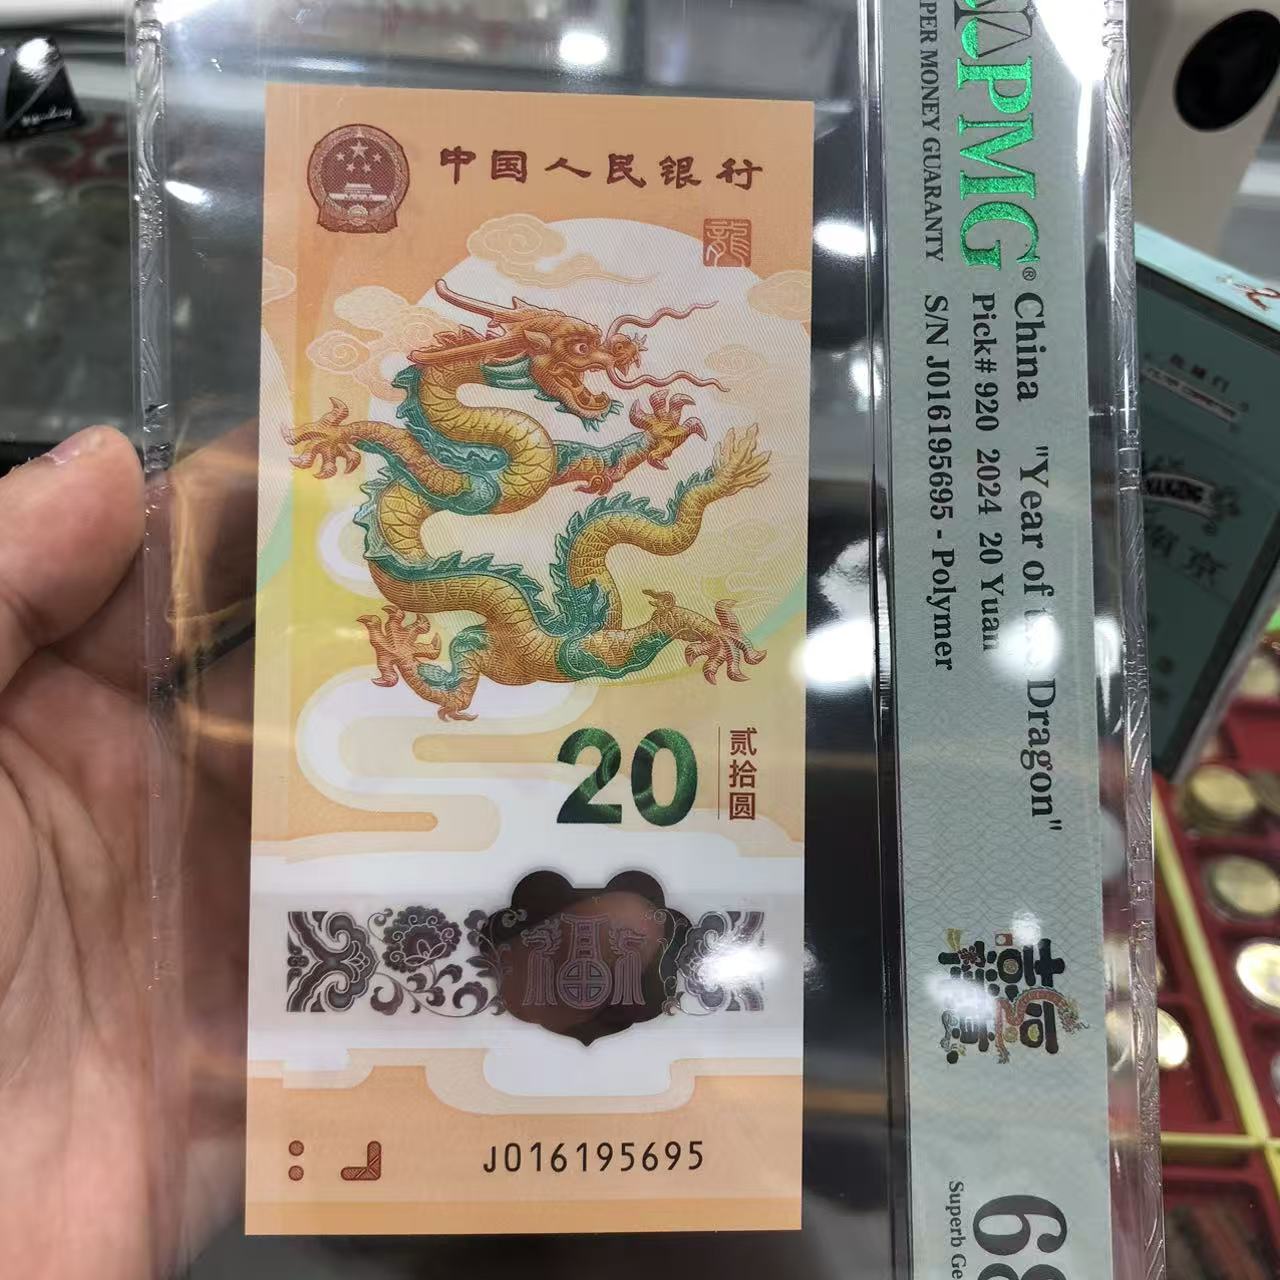 中国人民银行
龍
20
贰拾圆
J016195695
PMG
PER MONEY GUARANTY
China "Year of the Dragon"
Pick# 920 2024 20 Yuan
S/N J016195695 - Polymer
68
Superb Ge